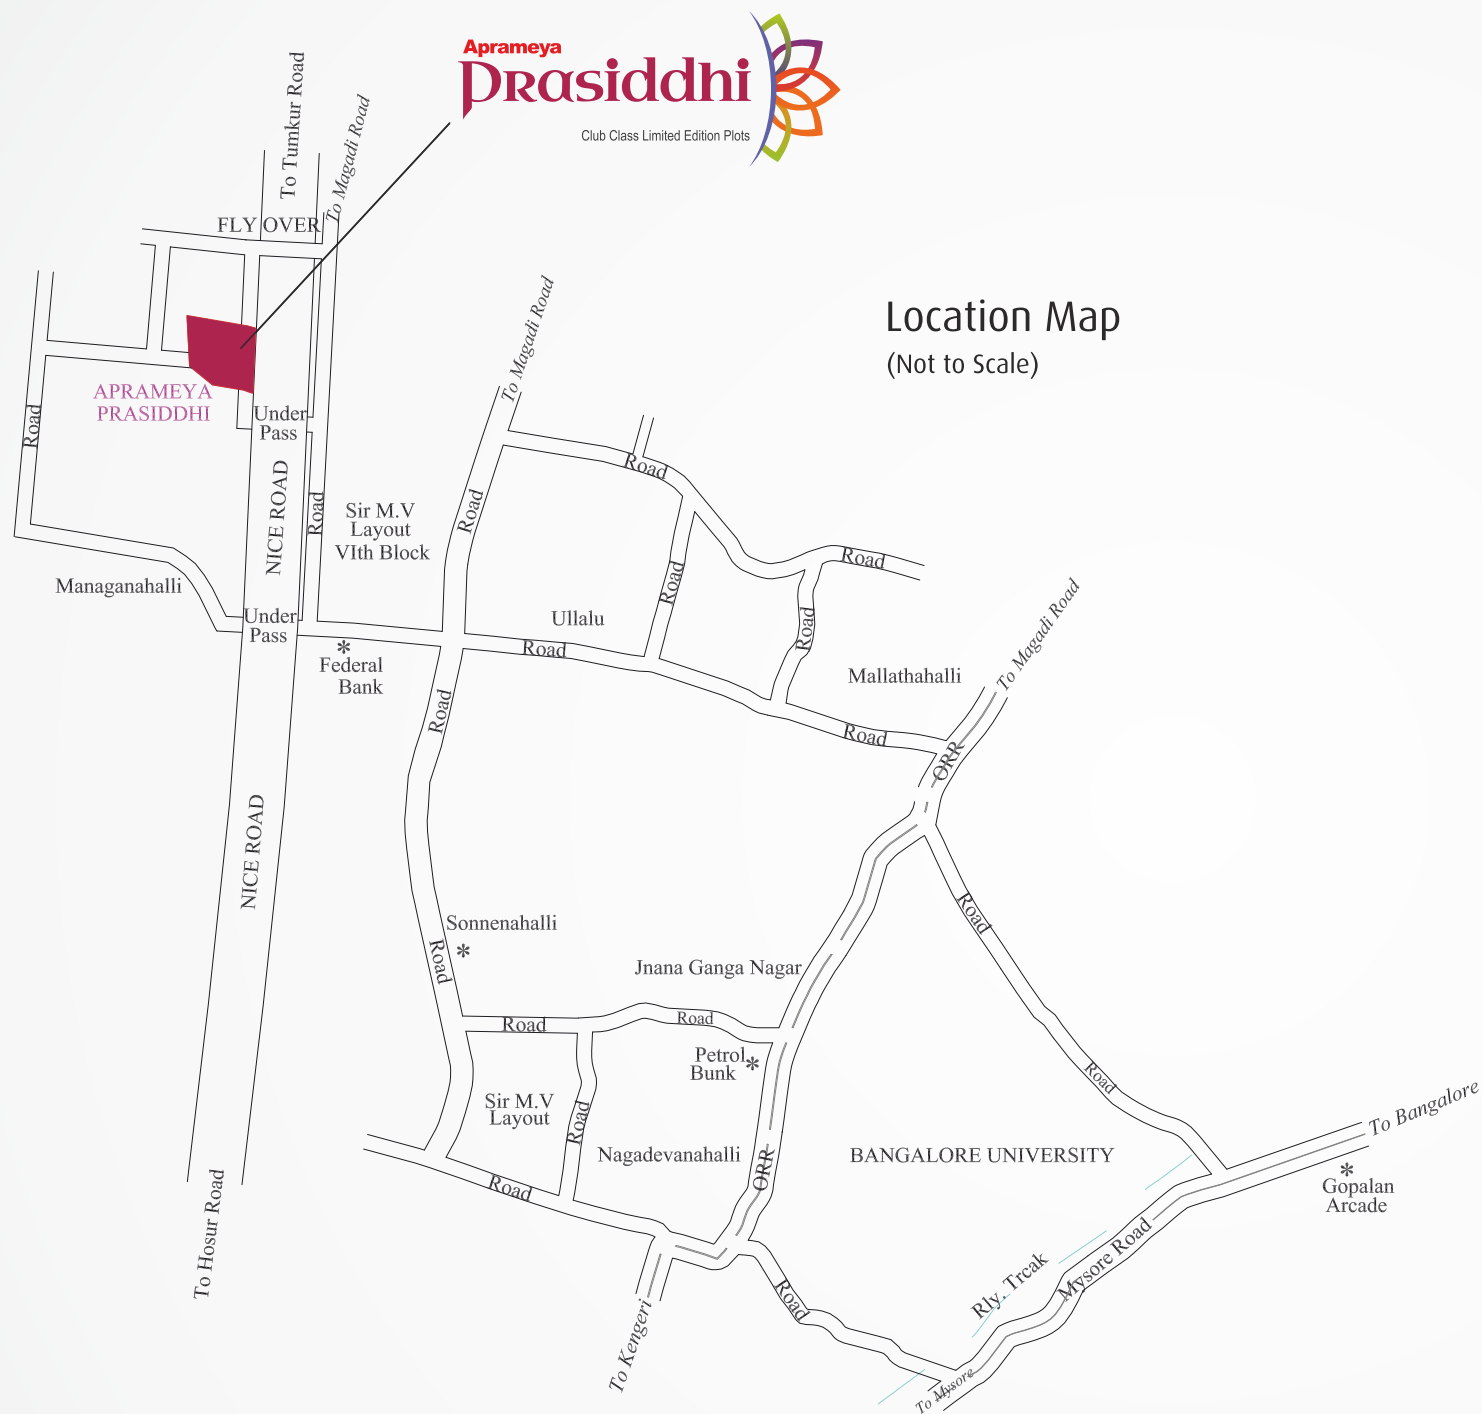 Aprameya
Prasiddhi
Club Class Limited Edition Plots
To Tumkur Road
To Magadi Road
FLY OVER
To Magadi Road
Location Map
(Not to Scale)
APRAMEYA
PRASIDDHI
Road
Under
Pass
NICE ROAD
Road
Sir M.V
Layout
VIth Block
Road
Road
Road
Road
Road
Managanahalli
Under
Pass
Ullalu
Road
Federal
Bank
Mallathahalli
To Magadi Road
Road
Road
ORR
NICE ROAD
Sonnenahalli
Road
Road
Jnana Ganga Nagar
Road
Road
Petrol
Bunk
Road
Sir M.V
Layout
Road
Nagadevanahalli
ORR
BANGALORE UNIVERSITY
To Bangalore
Gopalan
Arcade
Road
To Hosur Road
Mysore Road
Rly. Trcak
Road
To Kengeri
To Mysore